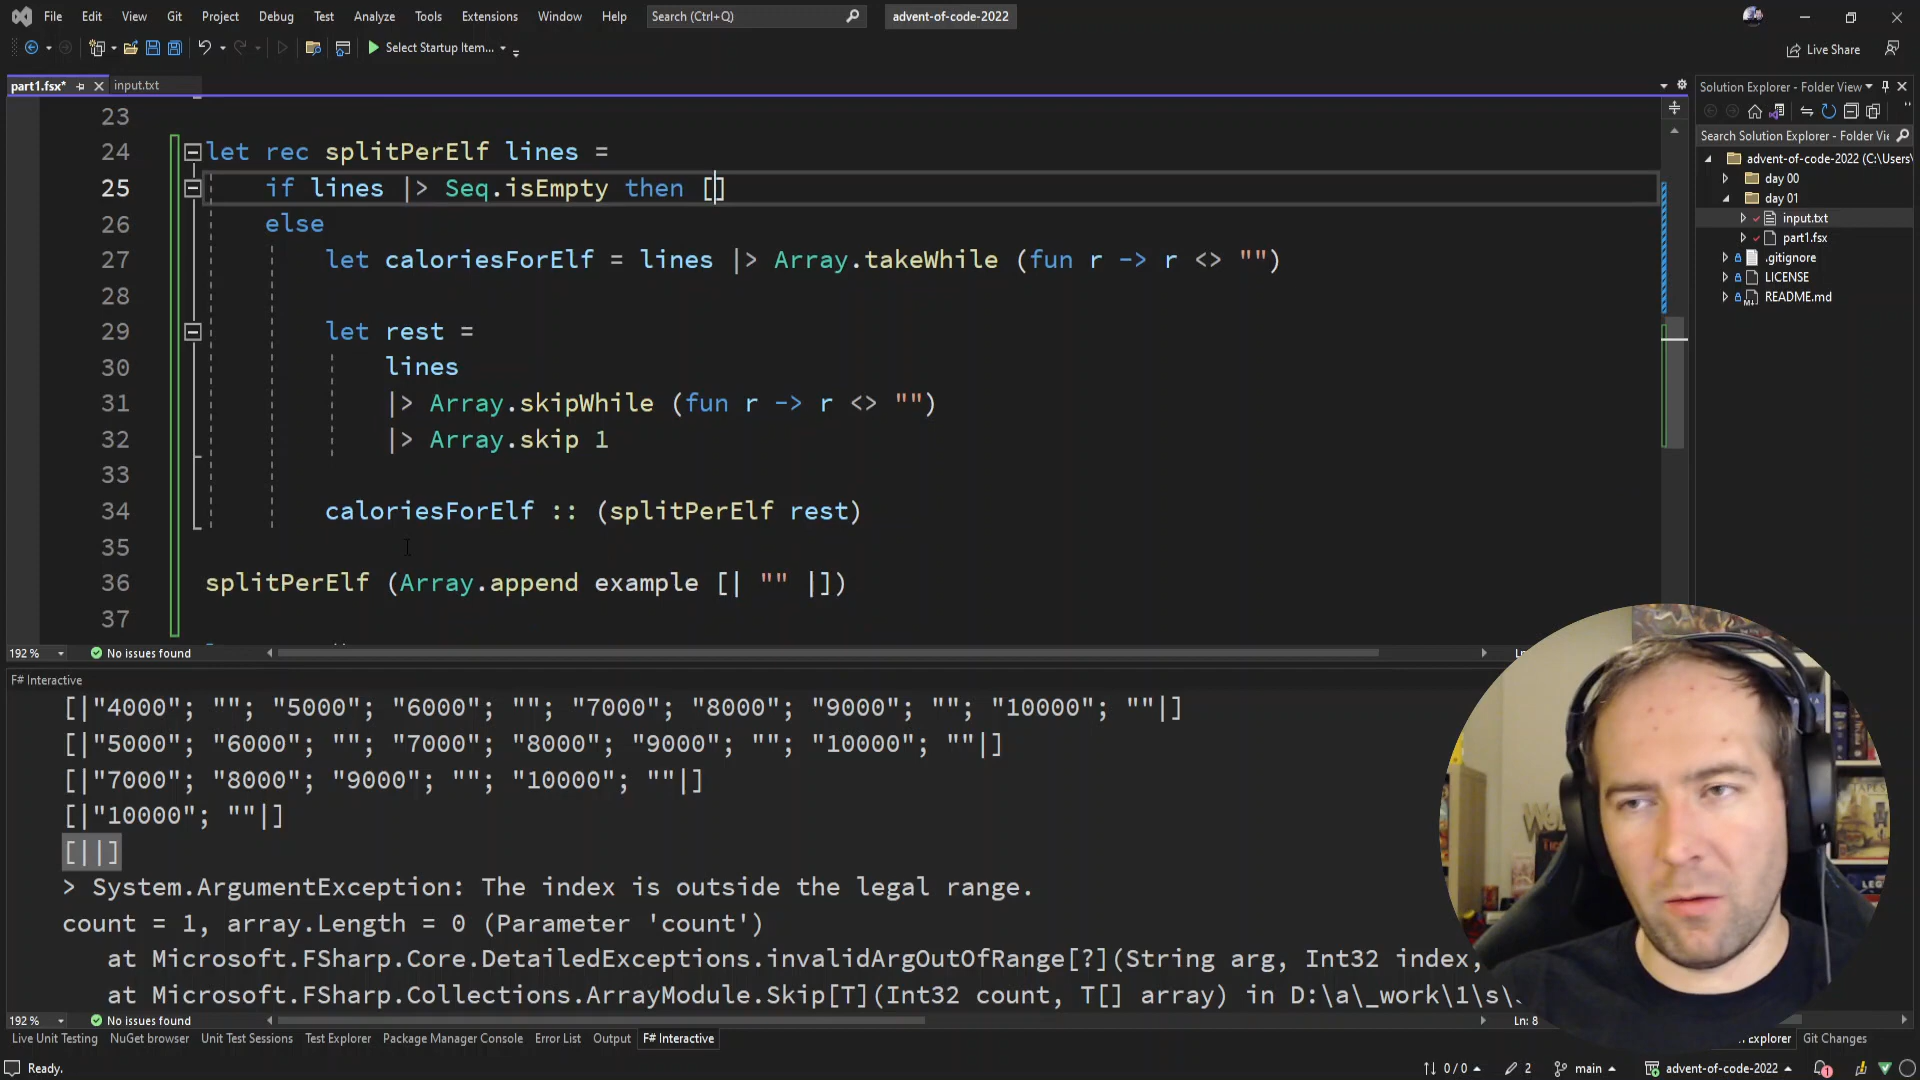 File Edit View Git Project Debug Test Analyze Tools Extensions Window Help Search (Ctrl+Q) advent-of-code-2022
Select Startup Item... Live Share
part1.fsx* input.txt
23
24 let rec splitPerElf lines =
25 if lines |> Seq.isEmpty then []
26 else
27 let caloriesForElf = lines |> Array.takeWhile (fun r -> r <> "")
28
29 let rest =
30 lines
31 |> Array.skipWhile (fun r -> r <> "")
32 |> Array.skip 1
33
34 caloriesForElf :: (splitPerElf rest)
35
36 splitPerElf (Array.append example [| "" |])
37
192 % No issues found
F# Interactive
[|"4000"; ""; "5000"; "6000"; ""; "7000"; "8000"; "9000"; ""; "10000"; ""|]
[|"5000"; "6000"; ""; "7000"; "8000"; "9000"; ""; "10000"; ""|]
[|"7000"; "8000"; "9000"; ""; "10000"; ""|]
[|"10000"; ""|]
[||]
> System.ArgumentException: The index is outside the legal range.
count = 1, array.Length = 0 (Parameter 'count')
at Microsoft.FSharp.Core.DetailedExceptions.invalidArgOutOfRange[?](String arg, Int32 index,
at Microsoft.FSharp.Collections.ArrayModule.Skip[T](Int32 count, T[] array) in D:\a\_work\1\s\
192 % No issues found Ln: 8
Live Unit Testing NuGet browser Unit Test Sessions Test Explorer Package Manager Console Error List Output F# Interactive
Explorer Git Changes
Ready. 0 / 0 2 main advent-of-code-2022 1
Solution Explorer - Folder View
Search Solution Explorer - Folder Vie
advent-of-code-2022 (C:\Users\
day 00
day 01
input.txt
part1.fsx
.gitignore
LICENSE
README.md